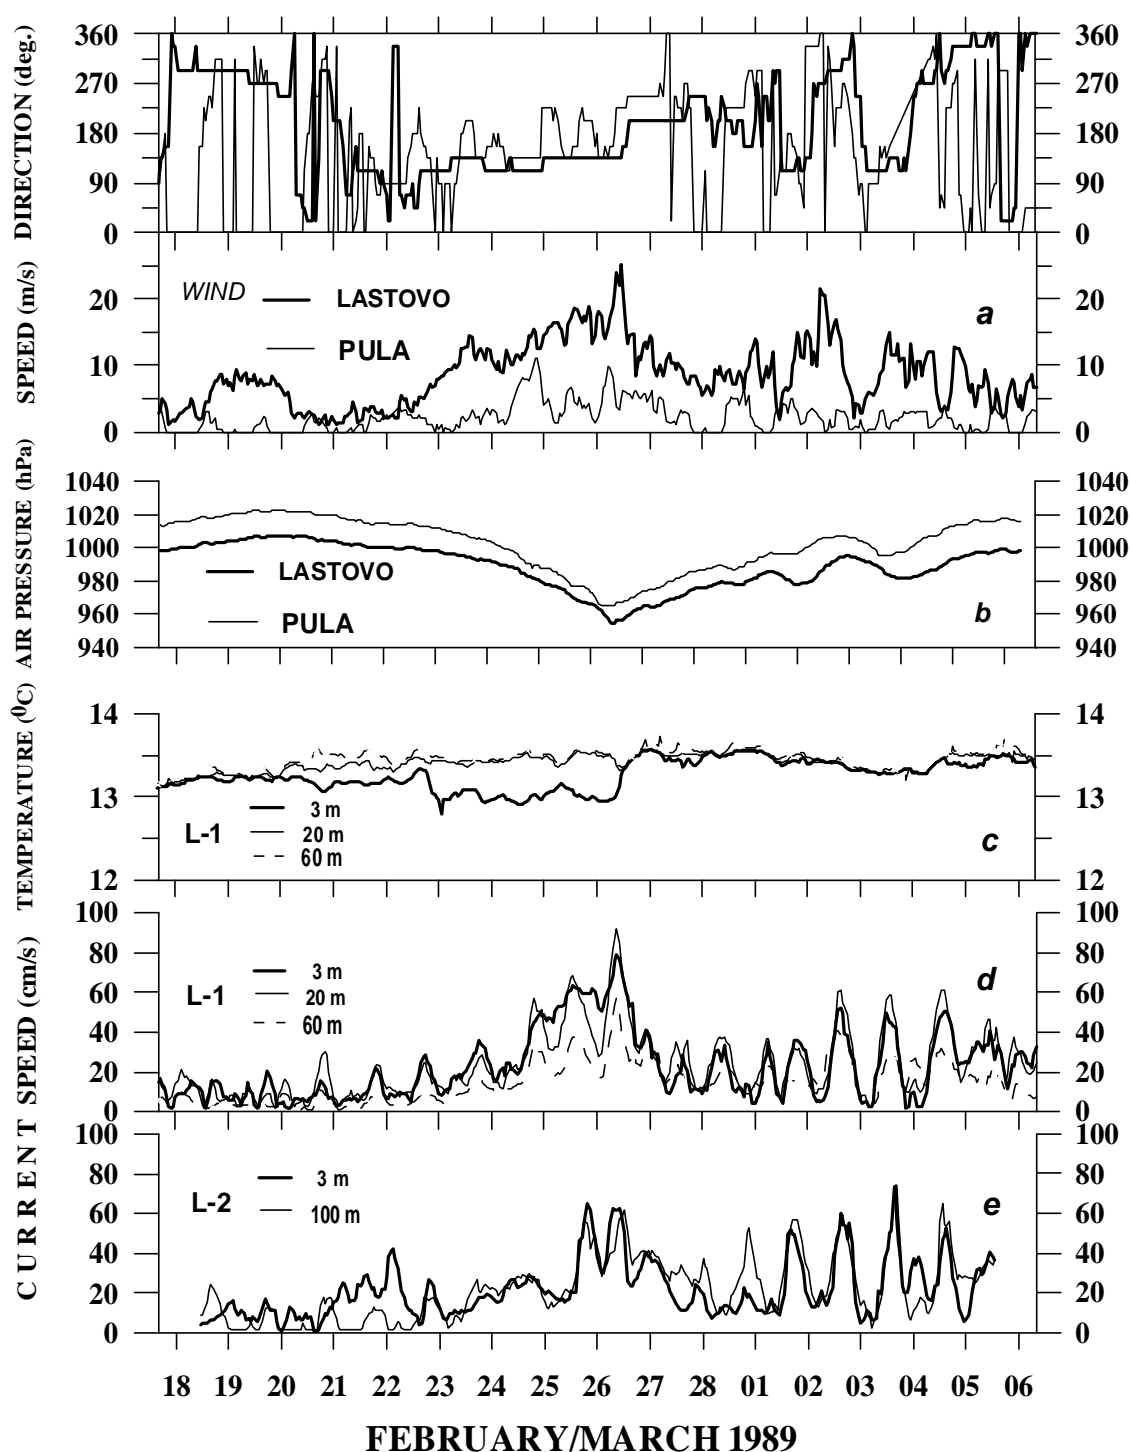 DIRECTION (deg.)
360 360
270 270
180 180
90 90
0 0
SPEED (m/s)
WIND LASTOVO
PULA
a
20 20
10 10
0 0
AIR PRESSURE (hPa
1040 1040
1020 1020
1000 1000
980 980
960 960
940 940
LASTOVO
PULA
b
TEMPERATURE (0C)
14 14
13 13
12 12
L-1
3 m
20 m
60 m
c
CURRENT SPEED (cm/s)
100 100
80 80
60 60
40 40
20 20
0 0
L-1
3 m
20 m
60 m
d
100 100
80 80
60 60
40 40
20 20
0 0
L-2
3 m
100 m
e
18 19 20 21 22 23 24 25 26 27 28 01 02 03 04 05 06
FEBRUARY/MARCH 1989